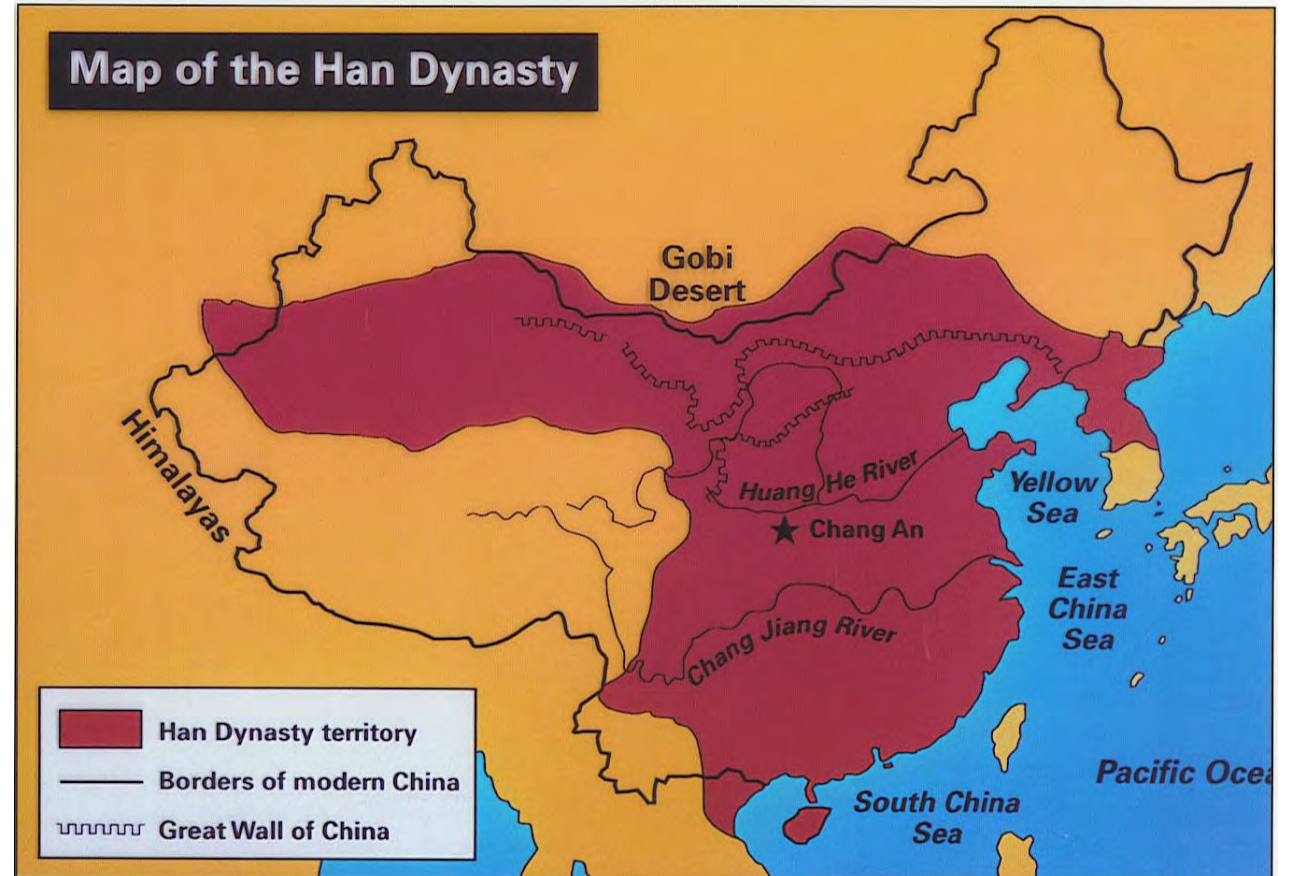 Map of the Han Dynasty
Gobi
Desert
Himalayas
Huang He River
Yellow
Sea
Chang An
East
China
Sea
Chang Jiang River
Han Dynasty territory
Borders of modern China
Great Wall of China
Pacific Ocea
South China
Sea